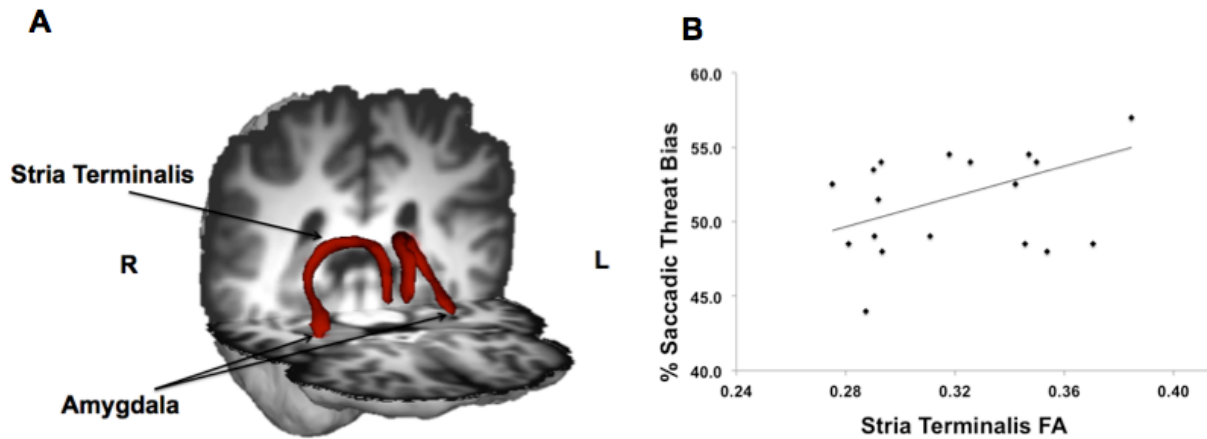 A
Stria Terminalis
R
L
Amygdala
B
% Saccadic Threat Bias
60.0
55.0
50.0
45.0
40.0
0.24
0.28
0.32
0.36
0.40
Stria Terminalis FA